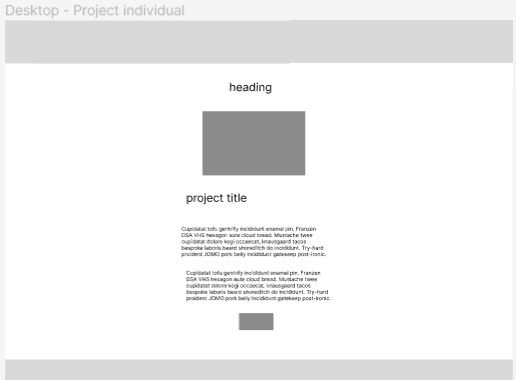 Desktop - Project individual
heading
project title
Cupidatat tofu gentrify incididunt enamel pin. Franzen
DSA VHS hexagon aute cloud bread. Mustache twee
cupidatat dolore kogi occaecat, knausgaard tacos
bespoke laboris beard shoreditch do incididunt. Try-hard
proident JOMO pork belly incididunt gatekeep post-ironic.
Cupidatat tofu gentrify incididunt enamel pin. Franzen
DSA VHS hexagon aute cloud bread. Mustache twee
cupidatat dolore kogi occaecat, knausgaard tacos
bespoke laboris beard shoreditch do incididunt. Try-hard
proident JOMO pork belly incididunt gatekeep post-ironic.